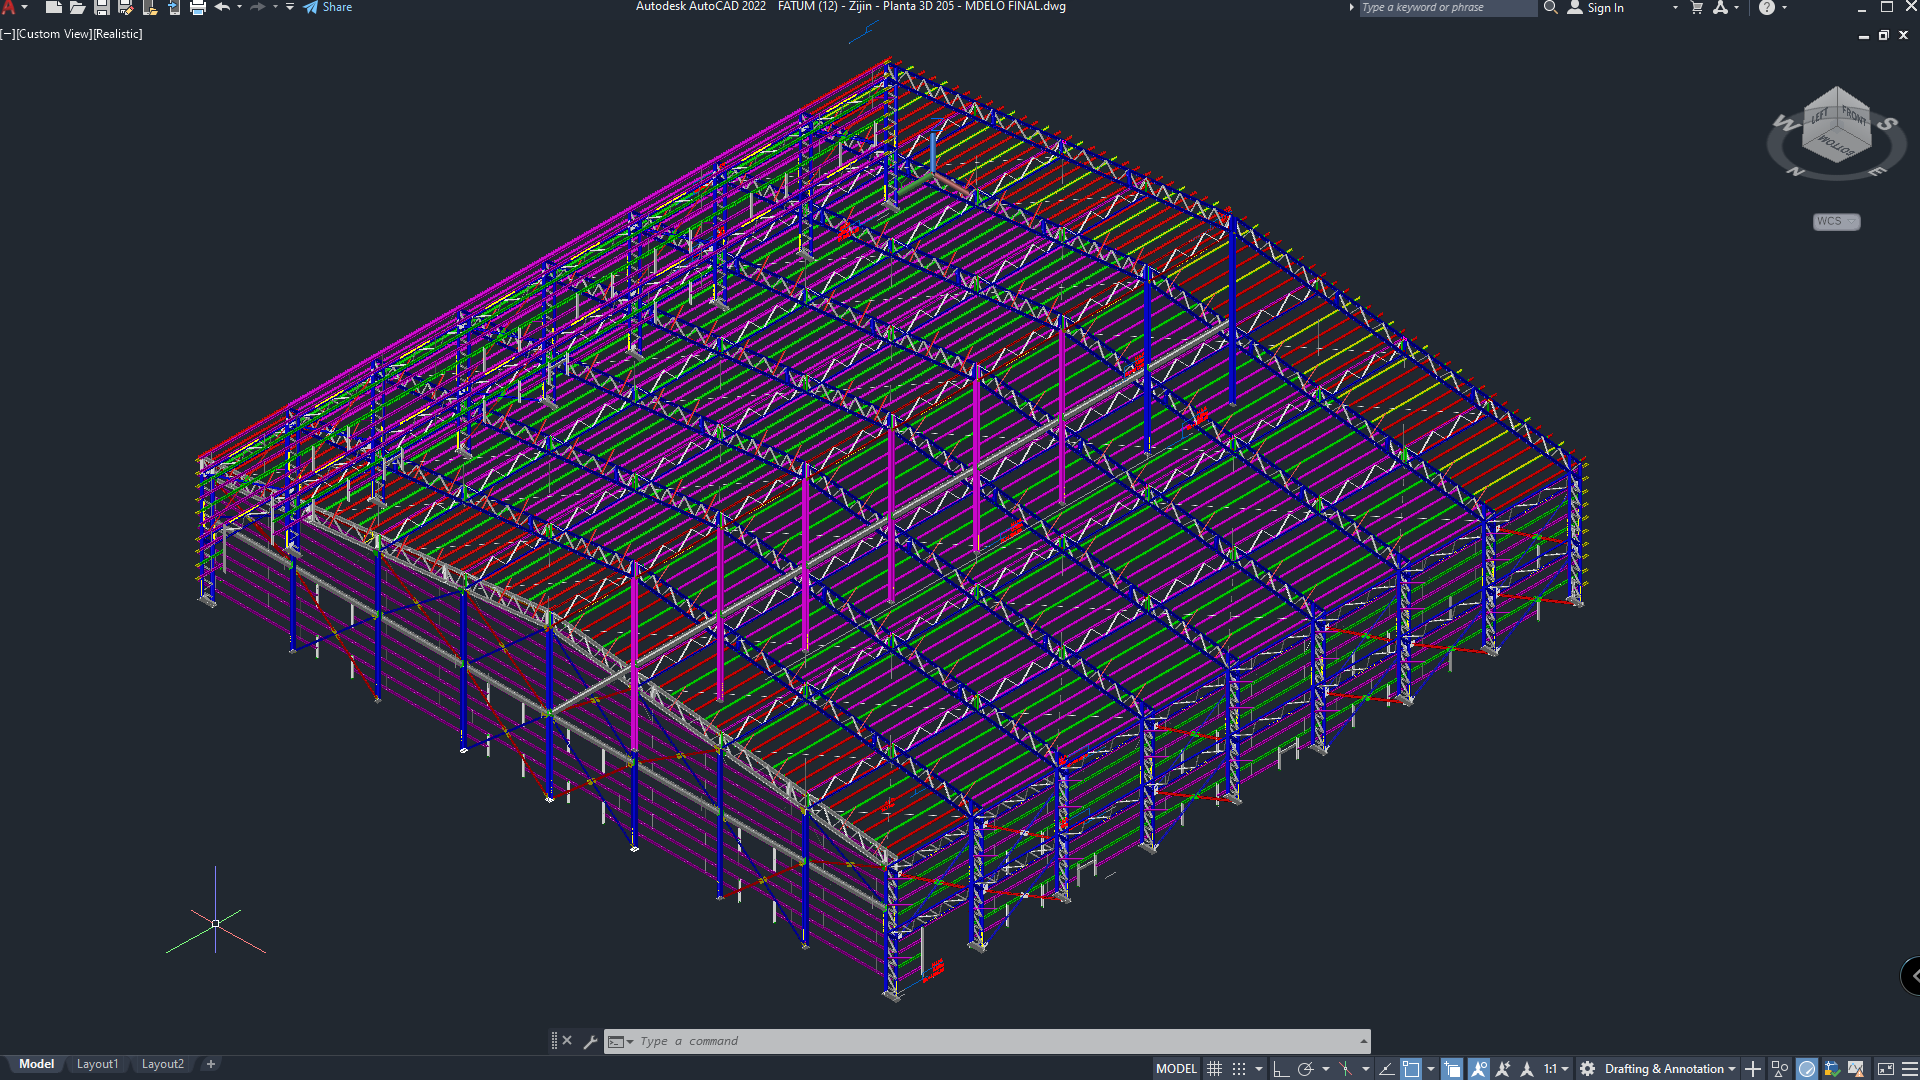 Share
Autodesk AutoCAD 2022 FATUM (12) - Zijin - Planta 3D 205 - MDELO FINAL.dwg
Type a keyword or phrase
Sign In
[−][Custom View][Realistic]
LEFT
FRONT
BOTTOM
W
S
N
E
WCS
Type a command
Model
Layout1
Layout2
MODEL
1:1
Drafting & Annotation